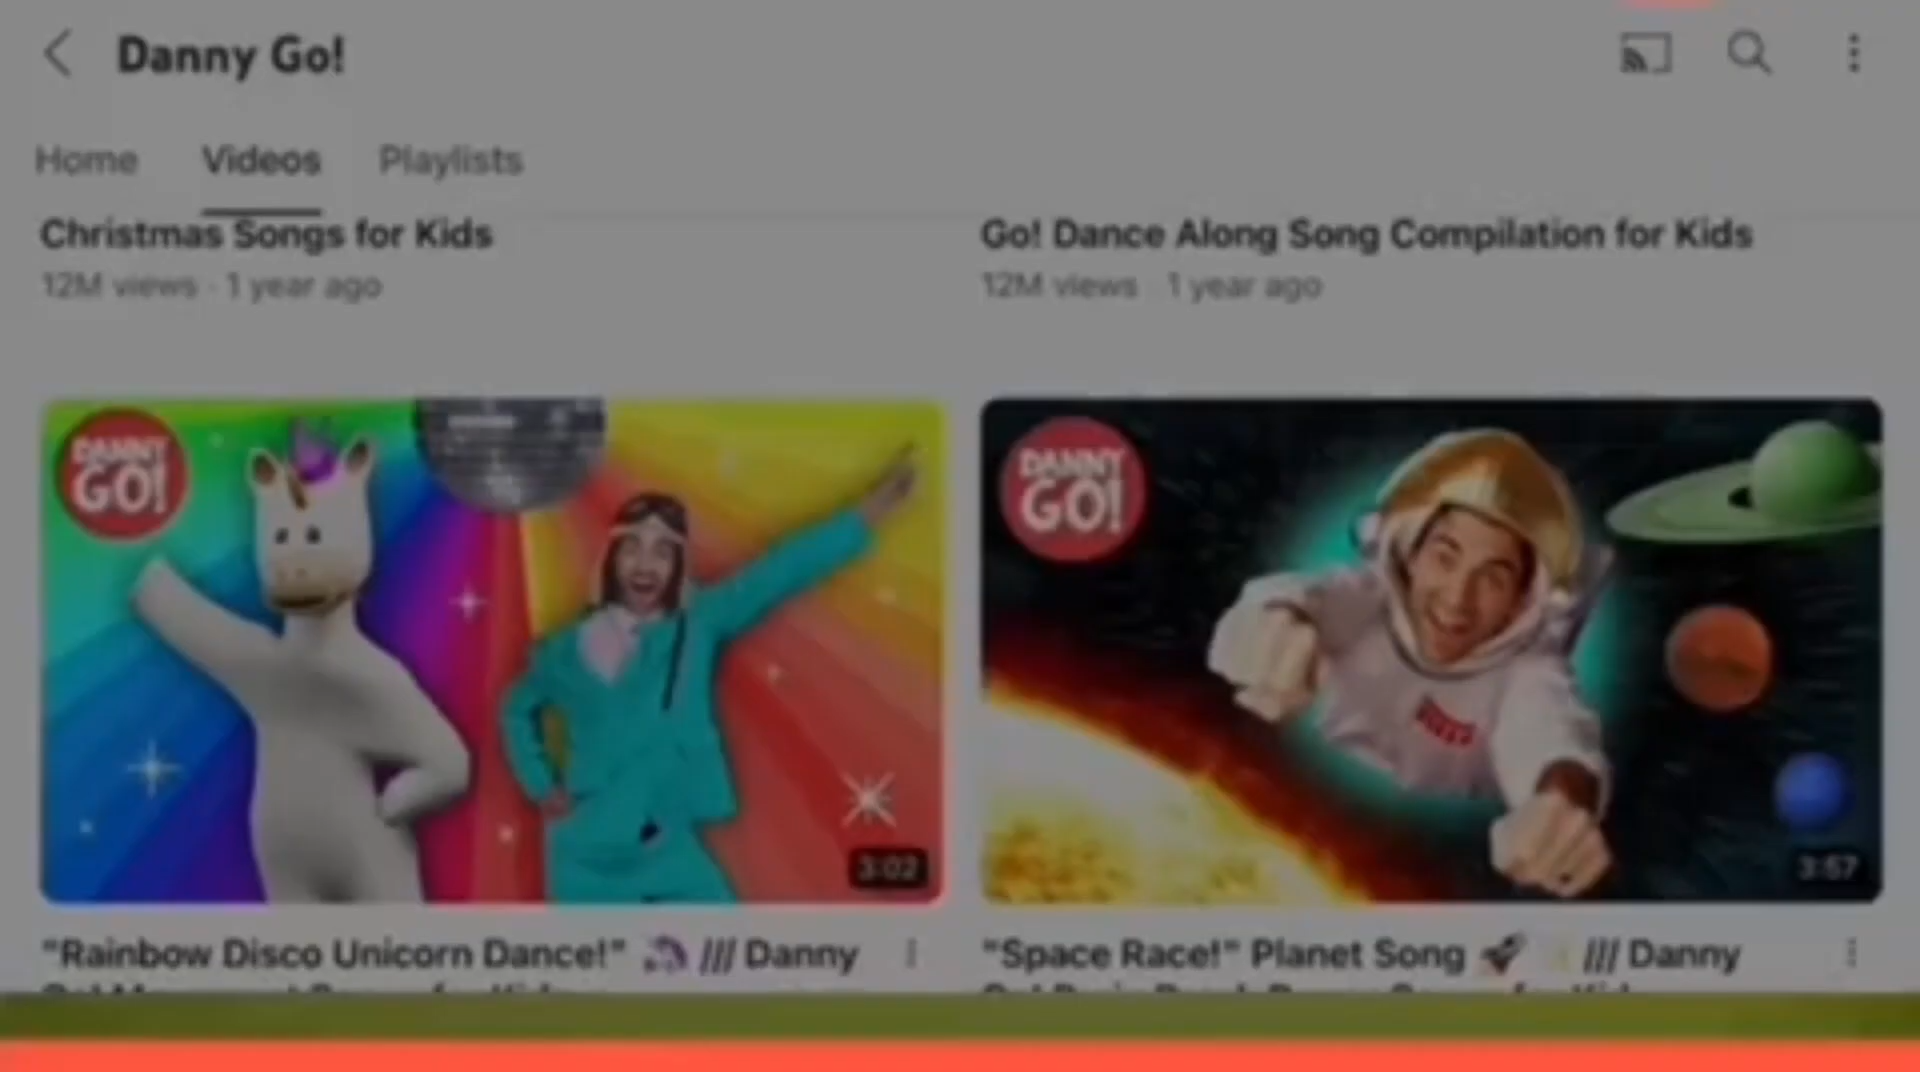 Danny Go!
Home
Videos
Playlists
Christmas Songs for Kids
12M views · 1 year ago
Go! Dance Along Song Compilation for Kids
12M views 1 year ago
DANNY
GO!
3:02
DANNY
GO!
3:57
"Rainbow Disco Unicorn Dance!" 🦄 /// Danny
"Space Race!" Planet Song 🚀 /// Danny